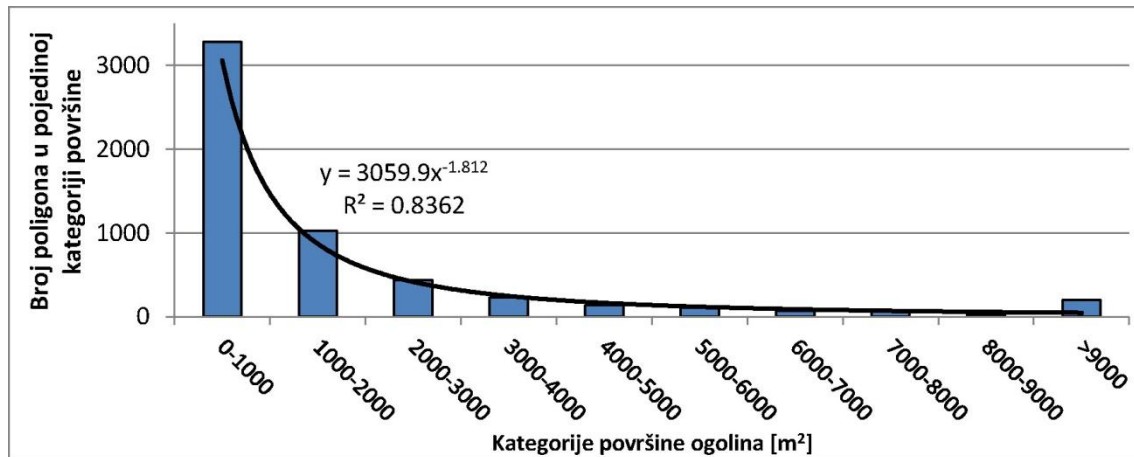 Broj poligona u pojedinoj
kategoriji površine
3000
2000
1000
0
y = 3059.9x^-1.812
R² = 0.8362
0-1000
1000-2000
2000-3000
3000-4000
4000-5000
5000-6000
6000-7000
7000-8000
8000-9000
>9000
Kategorije površine ogolina [m²]